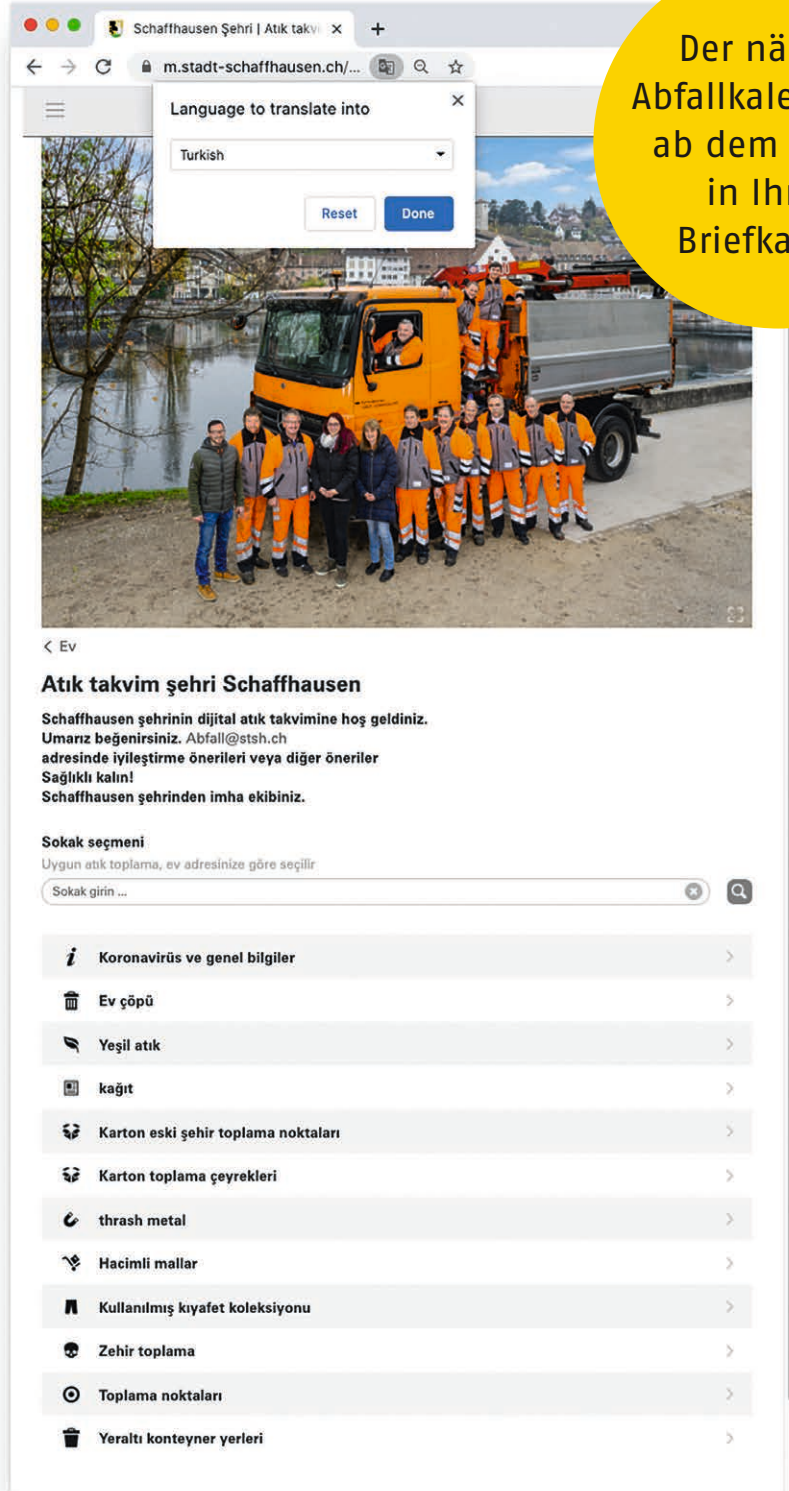 Schaffhausen Şehri | Atık takvi
Der nä
Abfallkale
ab dem
in Ih
Briefka
m.stadt-schaffhausen.ch/...
Language to translate into
Turkish
Reset Done
Ev
Atık takvim şehri Schaffhausen
Schaffhausen şehrinin dijital atık takvimine hoş geldiniz.
Umarız beğenirsiniz. Abfall@stsh.ch
adresinde iyileştirme önerileri veya diğer öneriler
Sağlıklı kalın!
Schaffhausen şehrinden imha ekibiniz.
Sokak seçmeni
Uygun atık toplama, ev adresinize göre seçilir
Sokak girin ...
Koronavirüs ve genel bilgiler
Ev çöpü
Yeşil atık
kağıt
Karton eski şehir toplama noktaları
Karton toplama çeyrekleri
thrash metal
Hacimli mallar
Kullanılmış kıyafet koleksiyonu
Zehir toplama
Toplama noktaları
Yeraltı konteyner yerleri